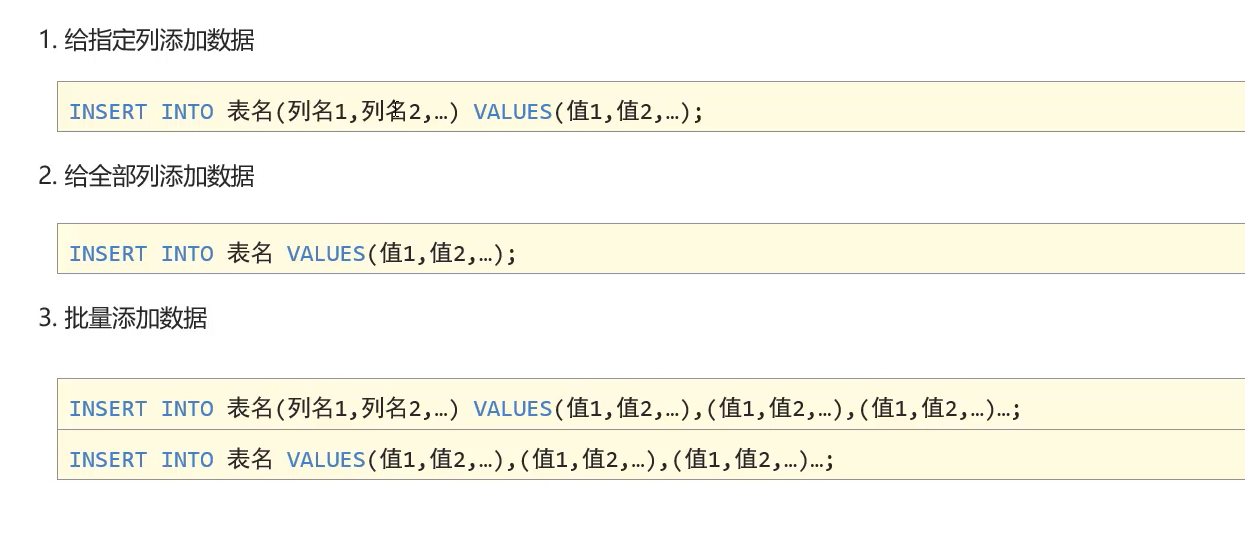 1. 给指定列添加数据
INSERT INTO 表名(列名1,列名2,…) VALUES(值1,值2,…);
2. 给全部列添加数据
INSERT INTO 表名 VALUES(值1,值2,…);
3. 批量添加数据
INSERT INTO 表名(列名1,列名2,…) VALUES(值1,值2,…),(值1,值2,…),(值1,值2,…)…;
INSERT INTO 表名 VALUES(值1,值2,…),(值1,值2,…),(值1,值2,…)…;